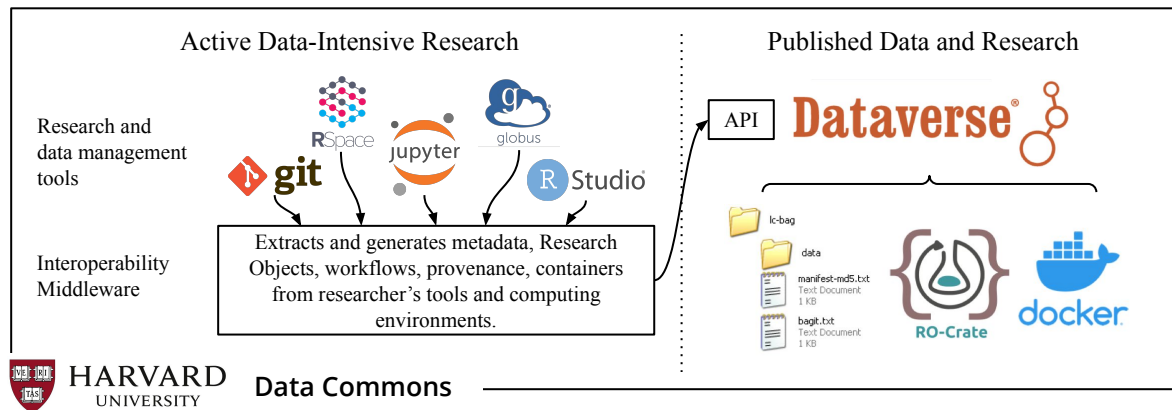 Active Data-Intensive Research
Published Data and Research
Research and
data management
tools
RSpace
jupyter
g
globus
git
R Studio®
API
Dataverse®
Interoperability
Middleware
Extracts and generates metadata, Research
Objects, workflows, provenance, containers
from researcher’s tools and computing
environments.
lc-bag
data
manifest-md5.txt
Text Document
1 KB
bagit.txt
Text Document
1 KB
RO-Crate
docker
VE RI
TAS
HARVARD
UNIVERSITY
Data Commons